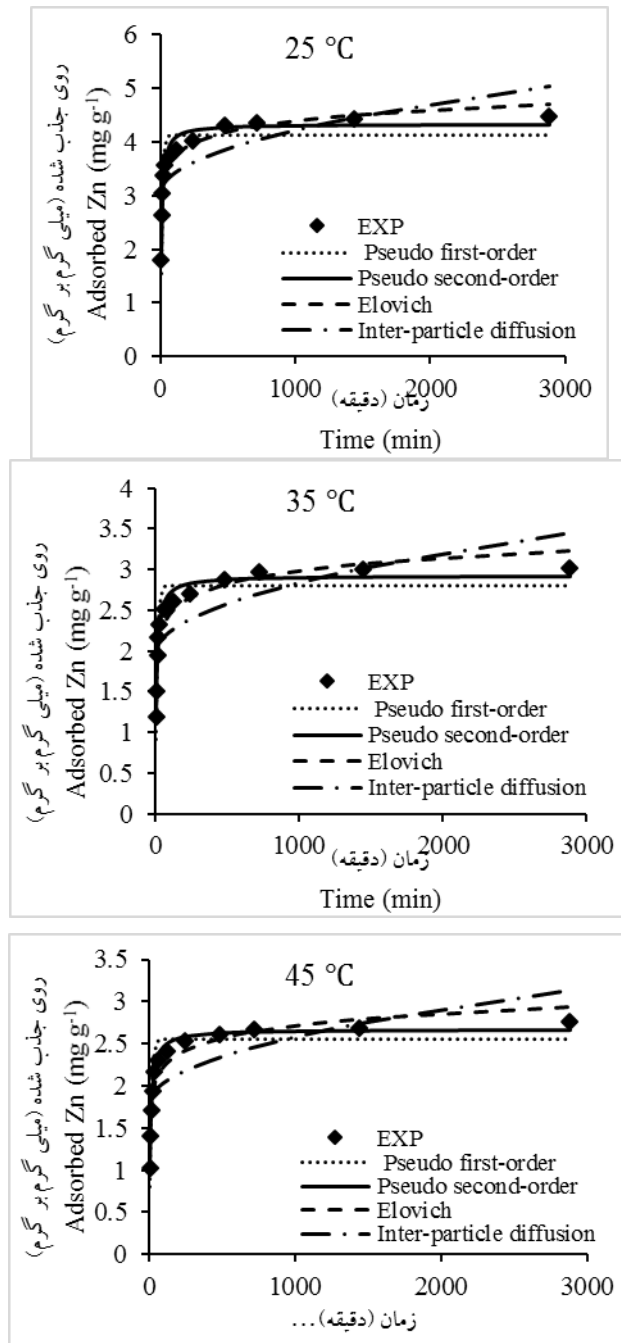 25 °C
روی جذب شده (میلی گرم بر گرم)
Adsorbed Zn (mg g-1)
6
5
4
3
2
1
0
EXP
Pseudo first-order
Pseudo second-order
Elovich
Inter-particle diffusion
0
1000
2000
3000
زمان (دقیقه)
Time (min)
35 °C
روی جذب شده (میلی گرم بر گرم)
Adsorbed Zn (mg g-1)
4
3.5
3
2.5
2
1.5
1
0.5
0
EXP
Pseudo first-order
Pseudo second-order
Elovich
Inter-particle diffusion
0
1000
2000
3000
زمان (دقیقه)
Time (min)
45 °C
روی جذب شده (میلی گرم بر گرم)
Adsorbed Zn (mg g-1)
3.5
3
2.5
2
1.5
1
0.5
0
EXP
Pseudo first-order
Pseudo second-order
Elovich
Inter-particle diffusion
0
1000
2000
3000
زمان (دقیقه)...